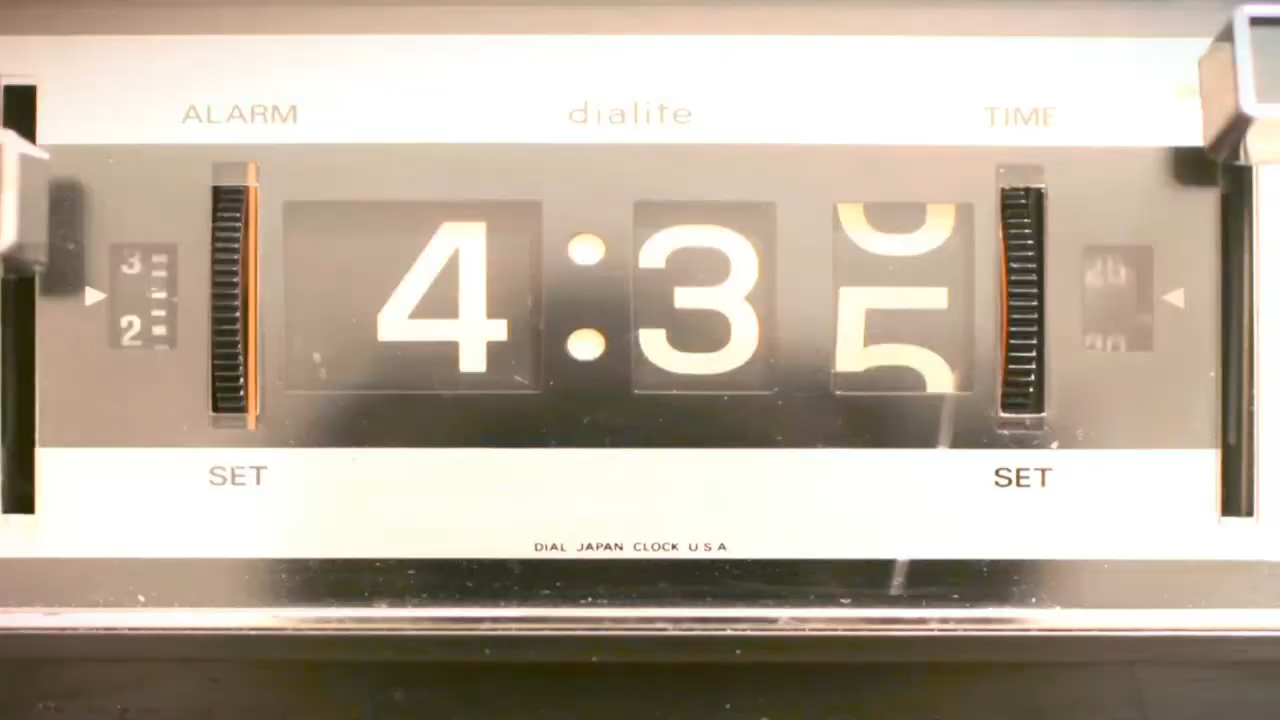 ALARM dialite TIME
3
2
4:35
SET SET
DIAL JAPAN CLOCK U S A